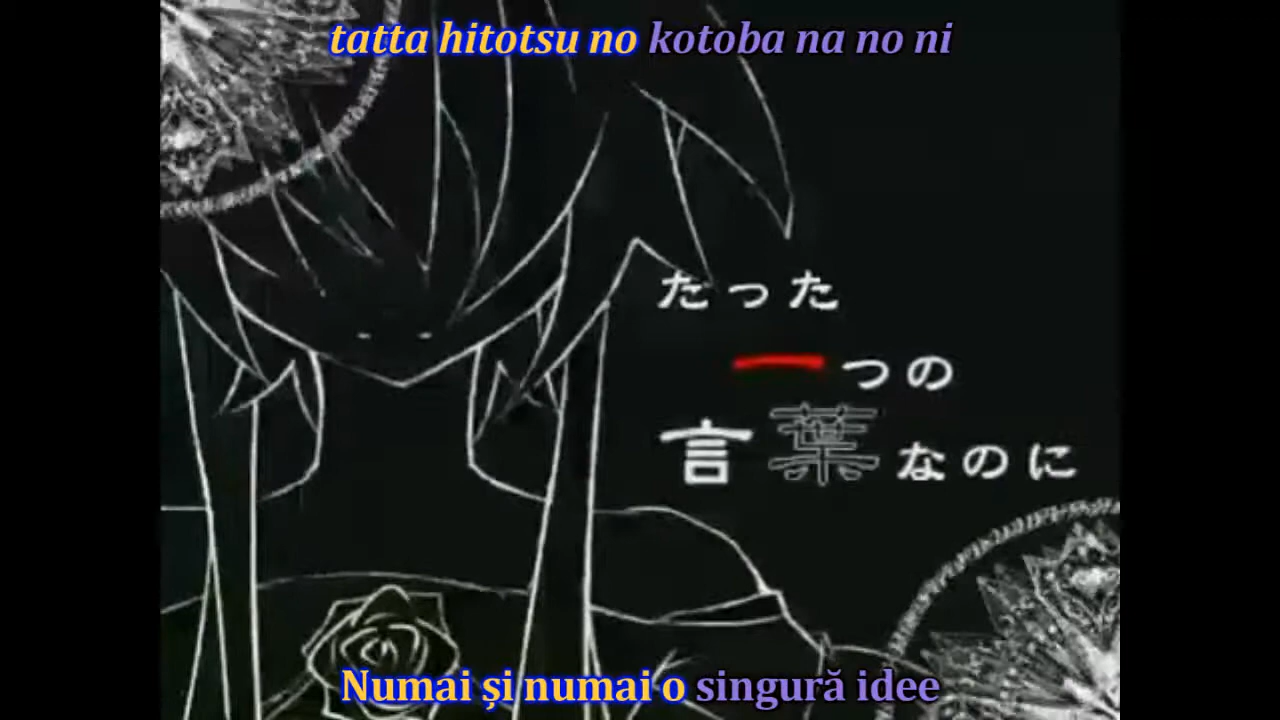 tatta hitotsu no kotoba na no ni
たった
一つの
言葉なのに
Numai și numai o singură idee